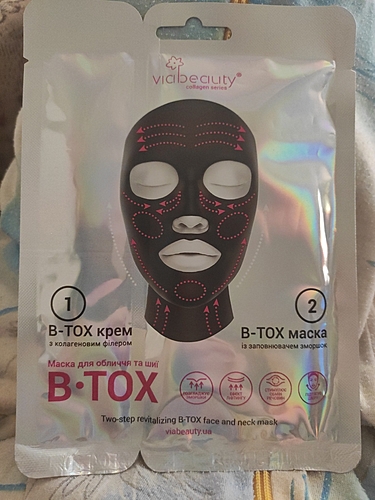 viabeauty®
collagen series
1
B-TOX крем
з колагеновим філером
2
B-TOX маска
із заповнювачем зморшок
Маска для обличчя та шиї
B•TOX
Two-step revitalizing B-TOX face and neck mask
viabeauty.ua